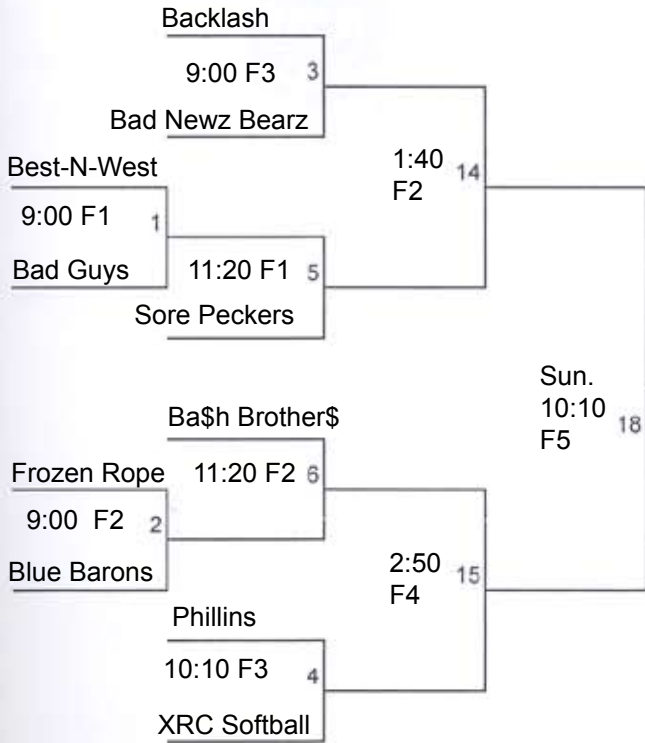 Backlash
9:00 F3 3
Bad Newz Bearz
Best-N-West
1:40 14
F2
9:00 F1 1
Bad Guys
11:20 F1 5
Sore Peckers
Sun.
10:10
F5 18
Ba$h Brother$
Frozen Rope
11:20 F2 6
9:00 F2 2
Blue Barons
2:50 15
F4
Phillins
10:10 F3 4
XRC Softball